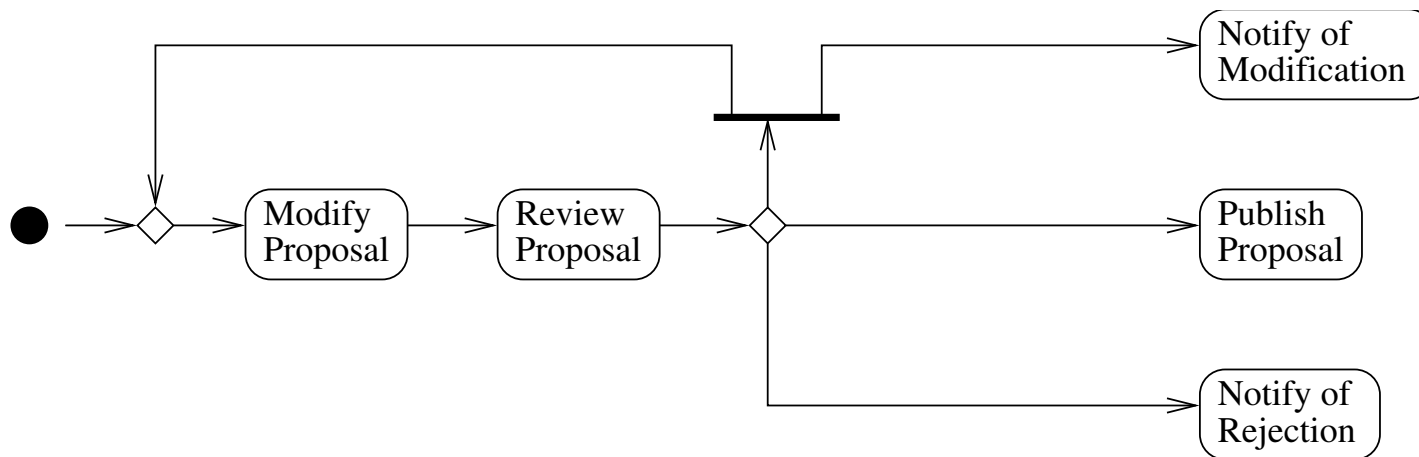 Notify of
Modification
Modify
Proposal
Review
Proposal
Publish
Proposal
Notify of
Rejection